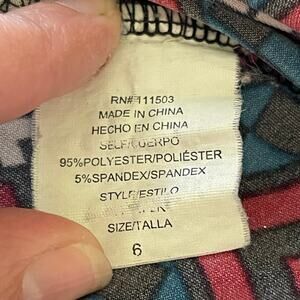 RN# 111503
MADE IN CHINA
HECHO EN CHINA
SELF/CUERPO
95%POLYESTER/POLIÉSTER
5%SPANDEX/SPANDEX
STYLE/ESTILO
SIZE/TALLA
6